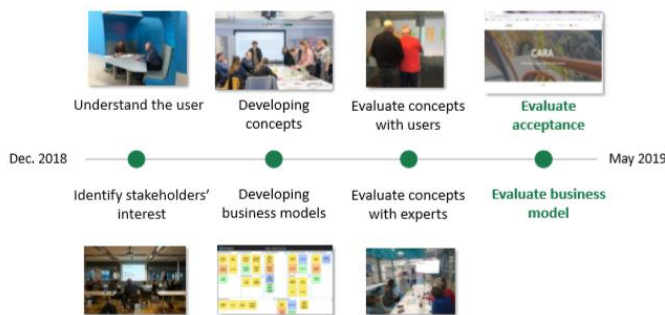 Understand the user
Developing
concepts
Evaluate concepts
with users
CARA
Evaluate
acceptance
Dec. 2018
May 2019
Identify stakeholders'
interest
Developing
business models
Evaluate concepts
with experts
Evaluate business
model